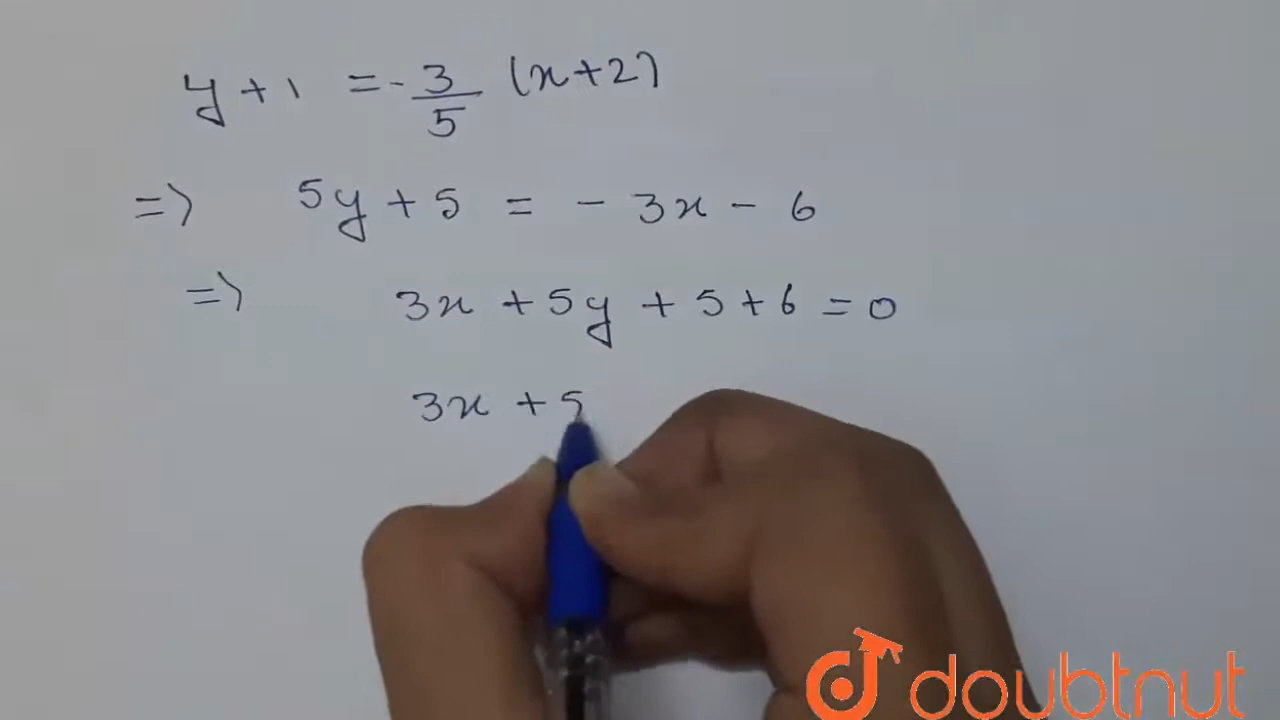 y + 1 = - 3/5 (x+2)
=> 5y + 5 = - 3x - 6
=> 3x + 5y + 5 + 6 = 0
3x + 5
doubtnut